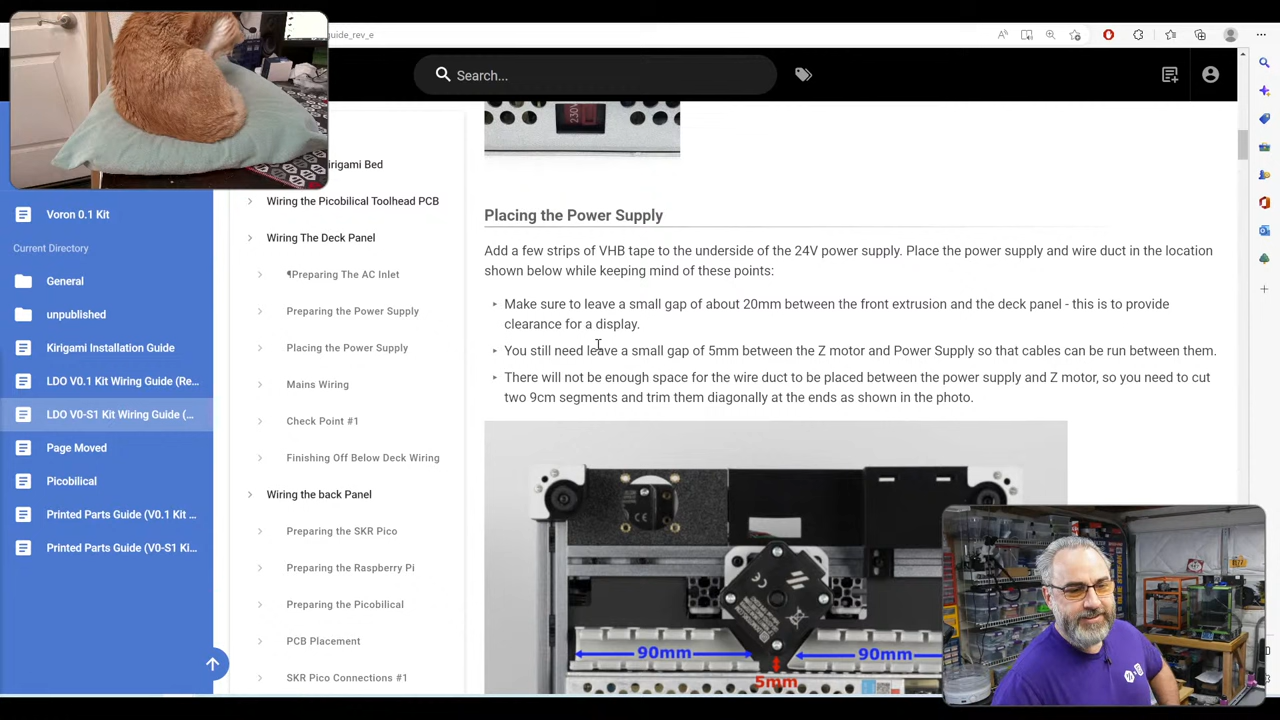 guide_rev_e
Search...
230V
Voron 0.1 Kit
Current Directory
General
unpublished
Kirigami Installation Guide
LDO V0.1 Kit Wiring Guide (Re...
LDO V0-S1 Kit Wiring Guide (...
Page Moved
Picobilical
Printed Parts Guide (V0.1 Kit ...
Printed Parts Guide (V0-S1 Ki...
irigami Bed
Wiring the Picobilical Toolhead PCB
Wiring The Deck Panel
¶Preparing The AC Inlet
Preparing the Power Supply
Placing the Power Supply
Mains Wiring
Check Point #1
Finishing Off Below Deck Wiring
Wiring the back Panel
Preparing the SKR Pico
Preparing the Raspberry Pi
Preparing the Picobilical
PCB Placement
SKR Pico Connections #1
Placing the Power Supply
Add a few strips of VHB tape to the underside of the 24V power supply. Place the power supply and wire duct in the location
shown below while keeping mind of these points:
Make sure to leave a small gap of about 20mm between the front extrusion and the deck panel - this is to provide
clearance for a display.
You still need leave a small gap of 5mm between the Z motor and Power Supply so that cables can be run between them.
There will not be enough space for the wire duct to be placed between the power supply and Z motor, so you need to cut
two 9cm segments and trim them diagonally at the ends as shown in the photo.
90mm
90mm
5mm